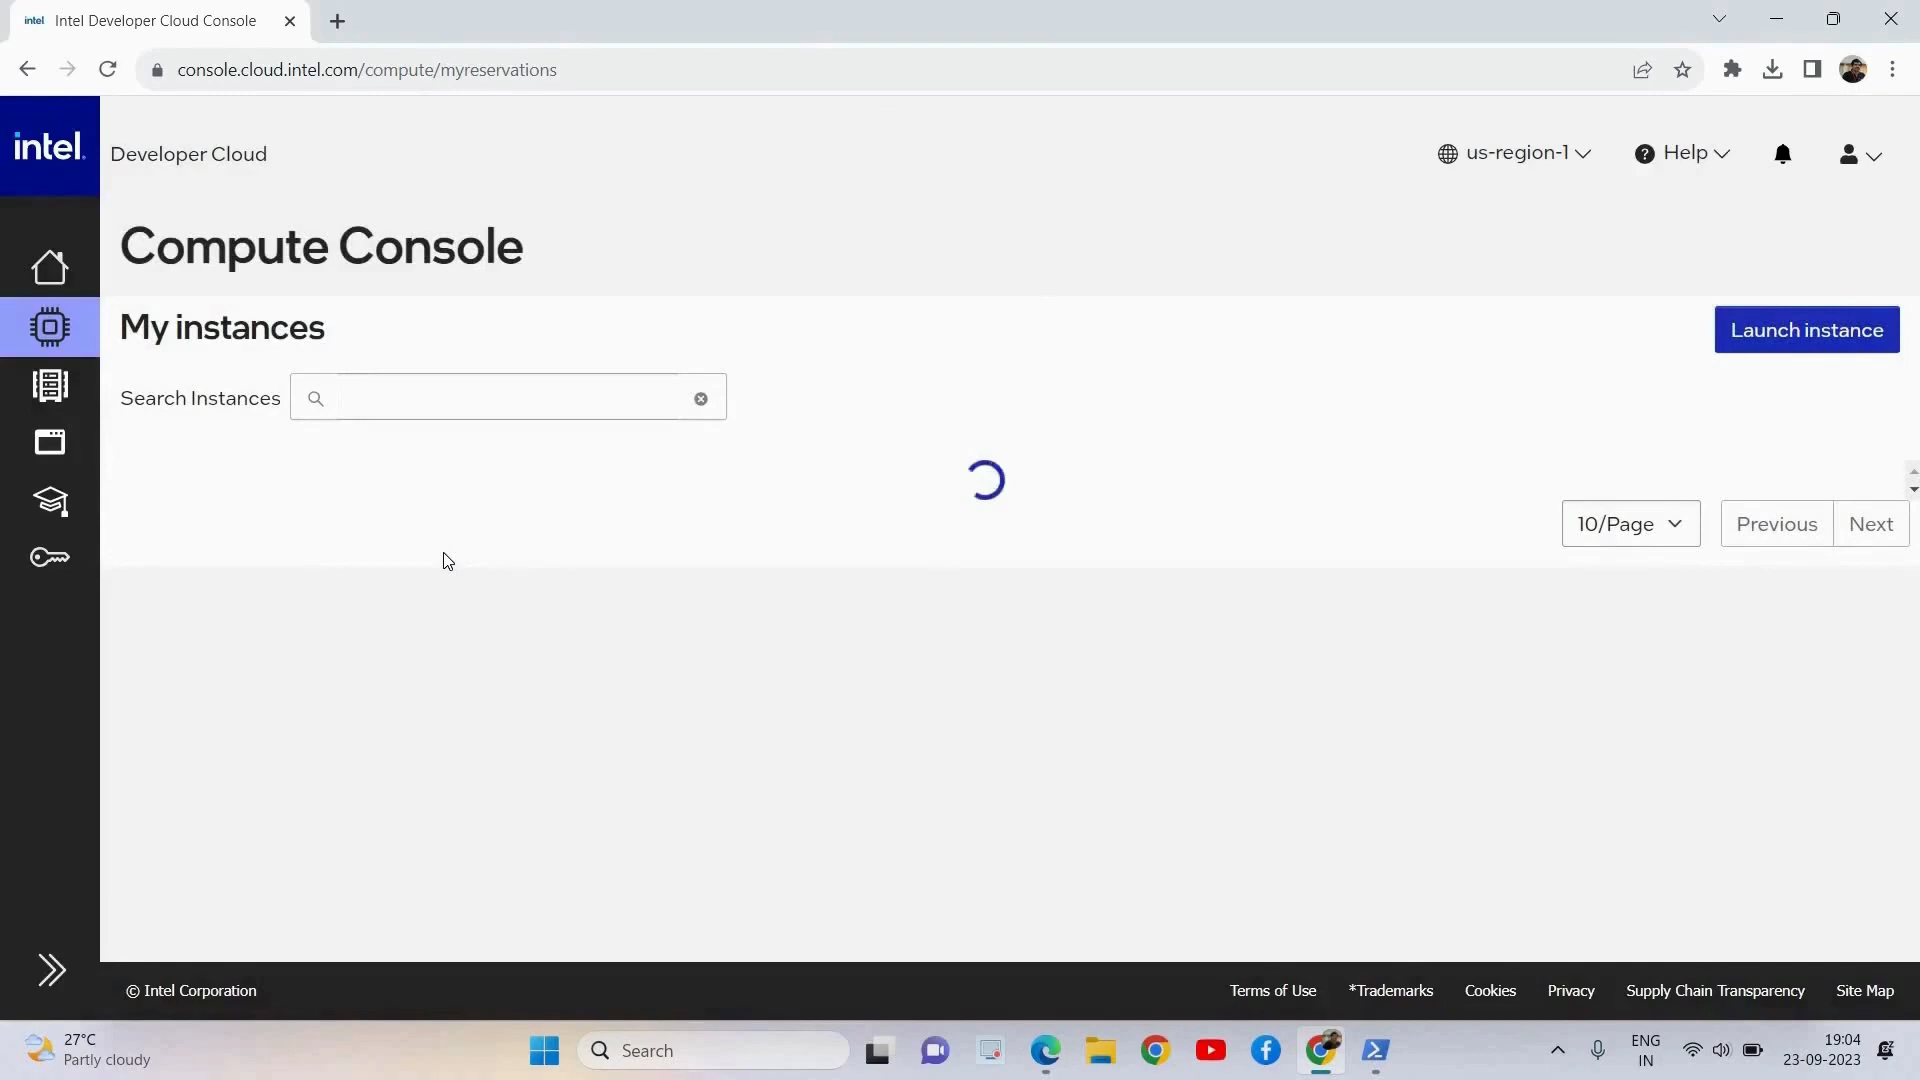 intel Intel Developer Cloud Console
console.cloud.intel.com/compute/myreservations
intel.
Developer Cloud
us-region-1
Help
Compute Console
My instances
Launch instance
Search Instances
10/Page
Previous
Next
© Intel Corporation
Terms of Use
*Trademarks
Cookies
Privacy
Supply Chain Transparency
Site Map
27°C
Partly cloudy
Search
ENG
IN
19:04
23-09-2023